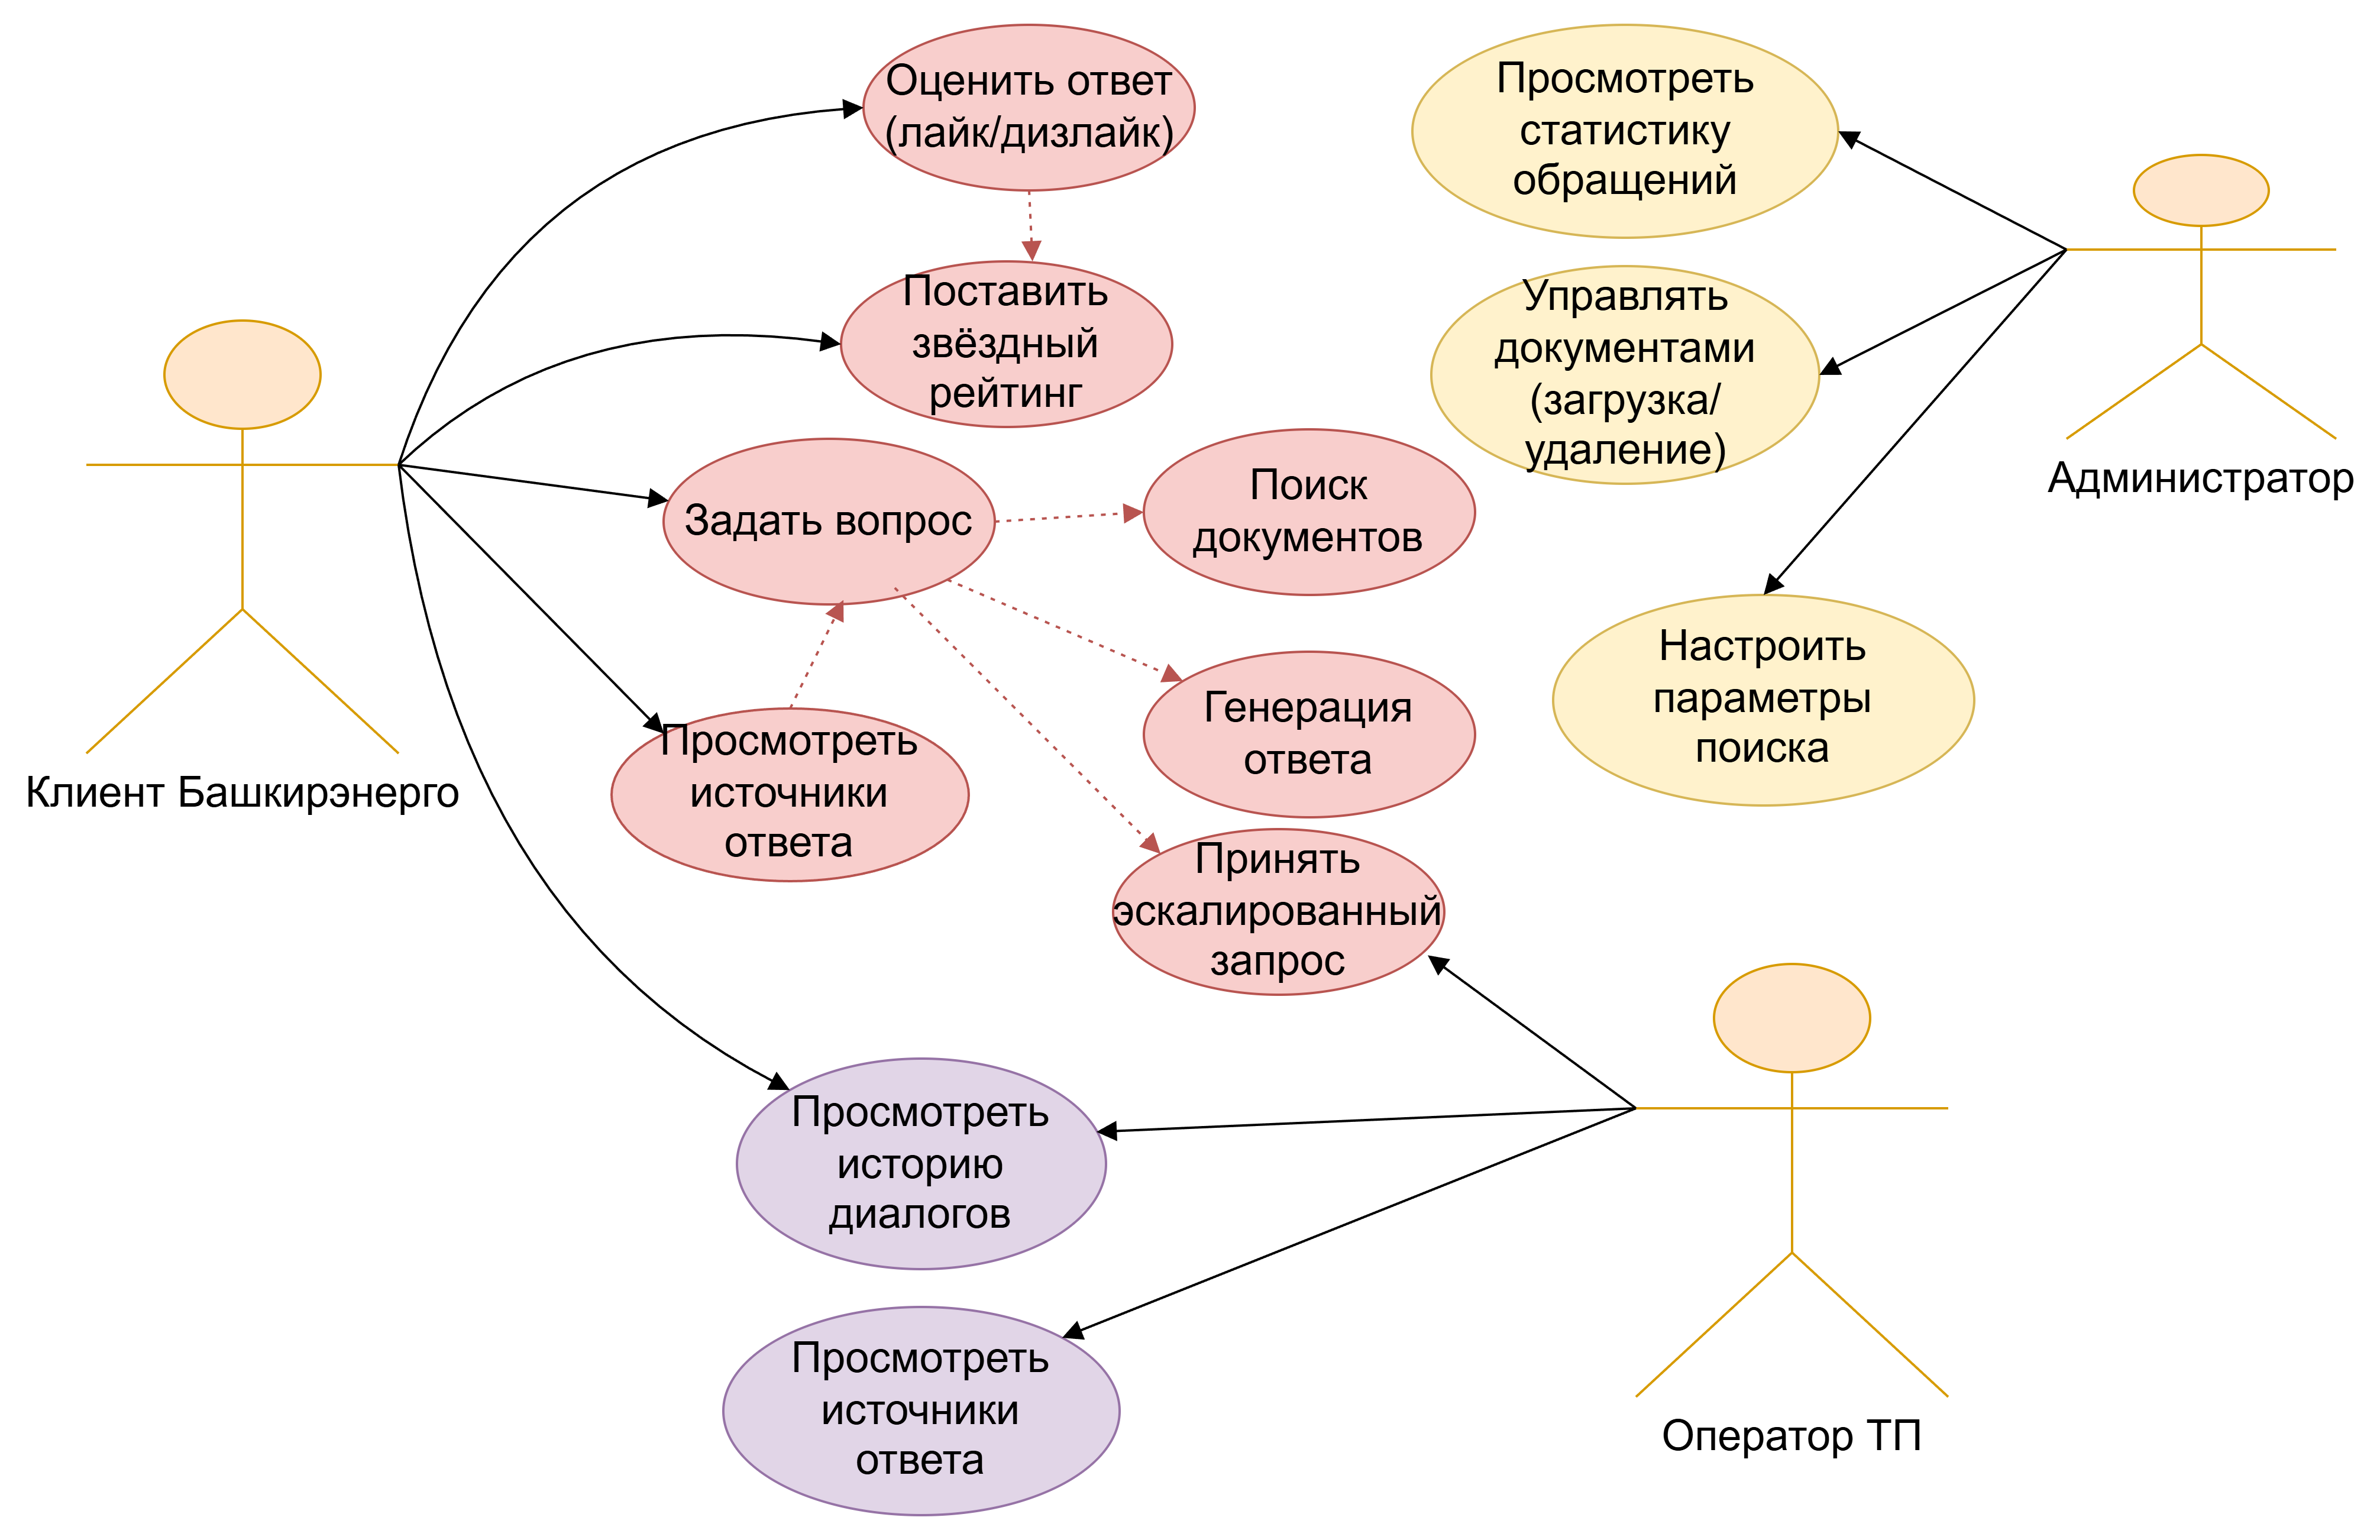 Оценить ответ
(лайк/дизлайк)
Поставить
звёздный
рейтинг
Задать вопрос
Поиск
документов
Генерация
ответа
Просмотреть
источники
ответа
Принять
эскалированный
запрос
Клиент Башкирэнерго
Просмотреть
статистику
обращений
Управлять
документами
(загрузка/
удаление)
Настроить
параметры
поиска
Администратор
Просмотреть
историю
диалогов
Просмотреть
источники
ответа
Оператор ТП